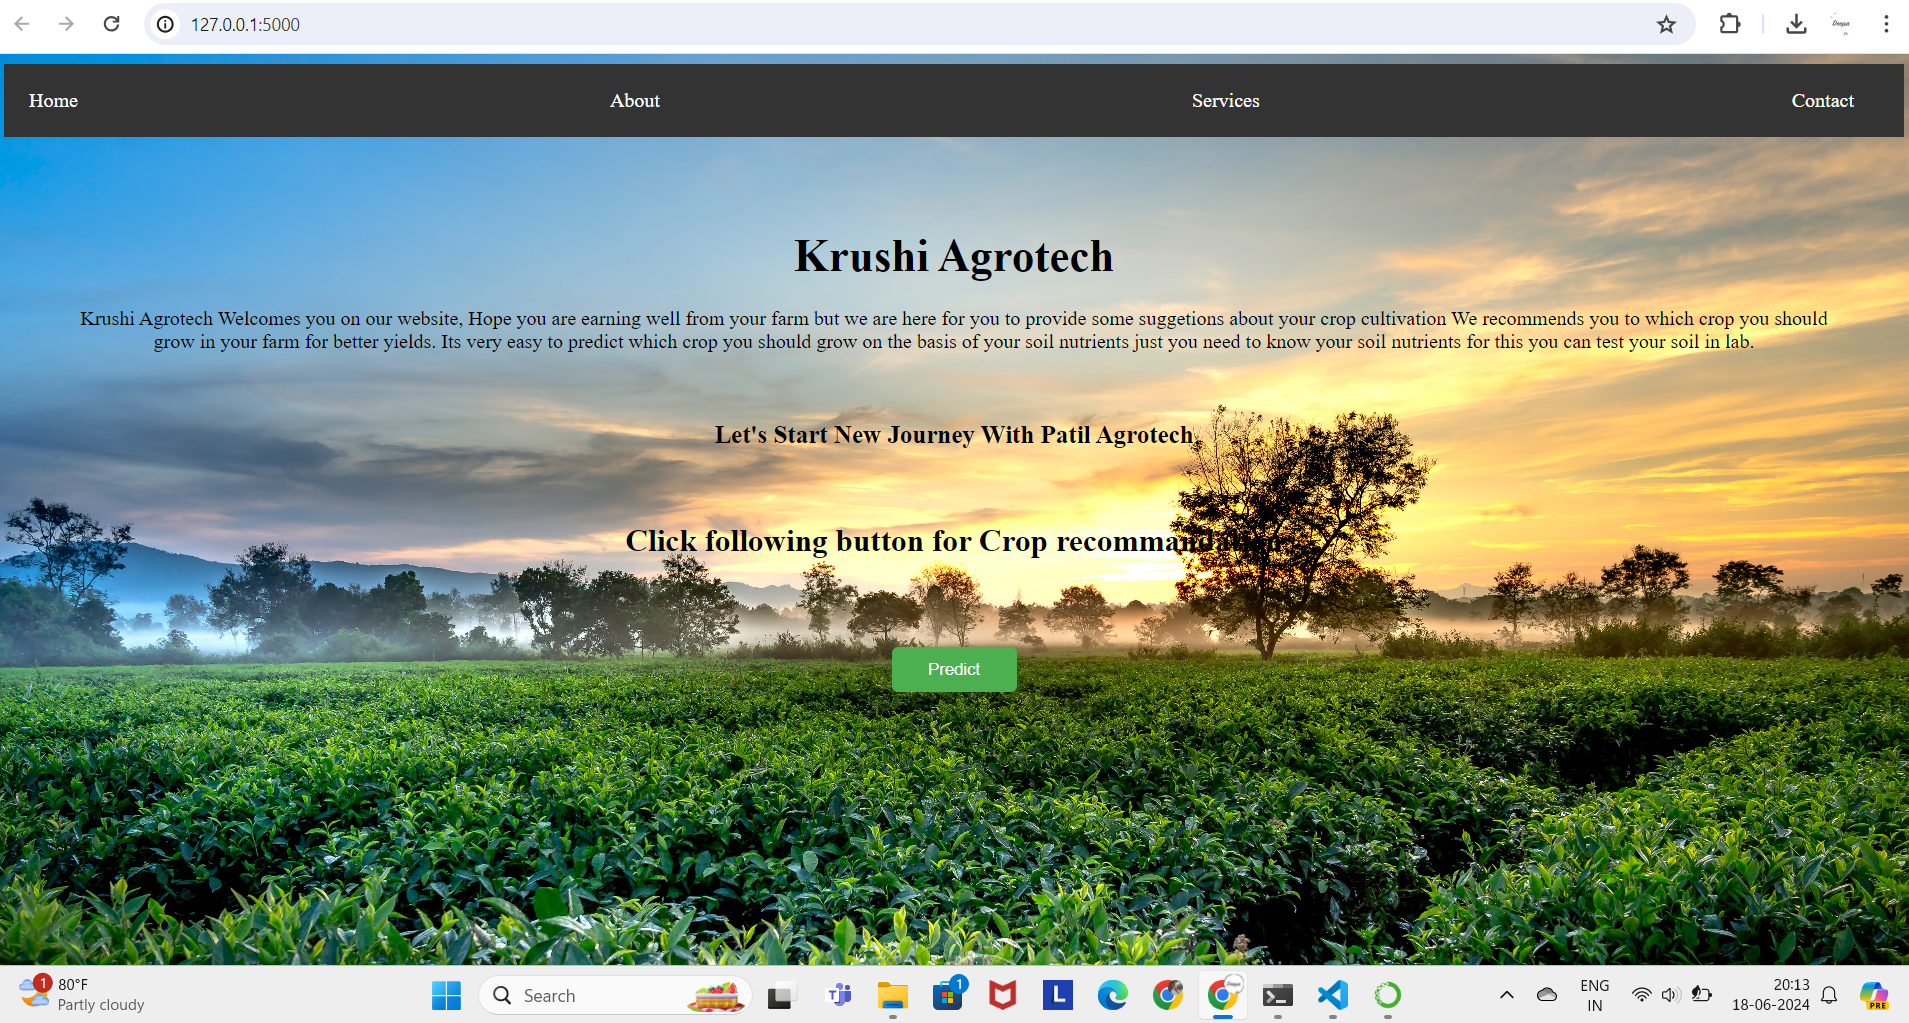 127.0.0.1:5000
Home About Services Contact
Krushi Agrotech
Krushi Agrotech Welcomes you on our website, Hope you are earning well from your farm but we are here for you to provide some suggetions about your crop cultivation We recommends you to which crop you should
grow in your farm for better yields. Its very easy to predict which crop you should grow on the basis of your soil nutrients just you need to know your soil nutrients for this you can test your soil in lab.
Let's Start New Journey With Patil Agrotech,
Click following button for Crop recommandation
Predict
1
80°F
Partly cloudy
Search
1
ENG
IN
20:13
18-06-2024
PRE